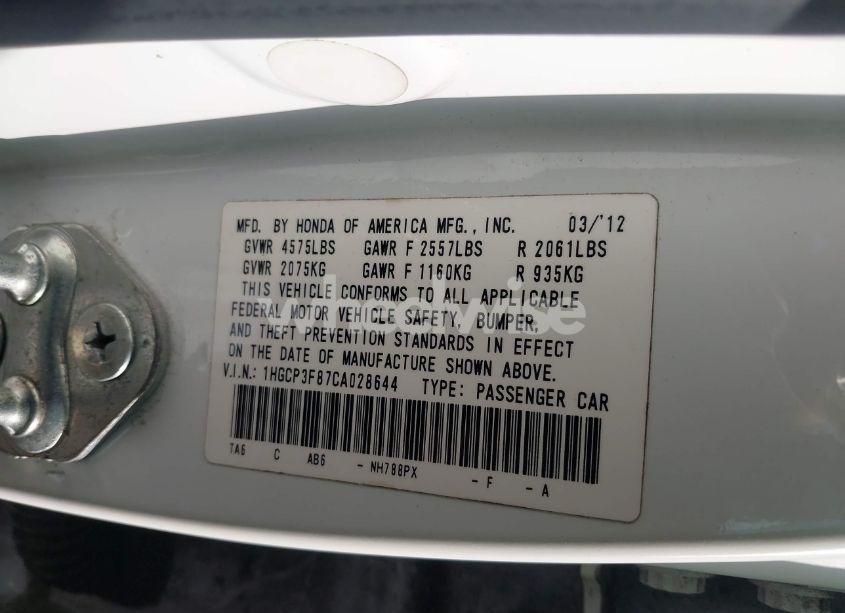 MFD. BY HONDA OF AMERICA MFG., INC. 03/'12
GVWR 4575LBS GAWR F 2557LBS R 2061LBS
GVWR 2075KG GAWR F 1160KG R 935KG
THIS VEHICLE CONFORMS TO ALL APPLICABLE
FEDERAL MOTOR VEHICLE SAFETY, BUMPER,
AND THEFT PREVENTION STANDARDS IN EFFECT
ON THE DATE OF MANUFACTURE SHOWN ABOVE.
V.I.N.: 1HGCP3F87CA028644 TYPE: PASSENGER CAR
TA6 C AB6 - NH788PX - F - A
wheelwise